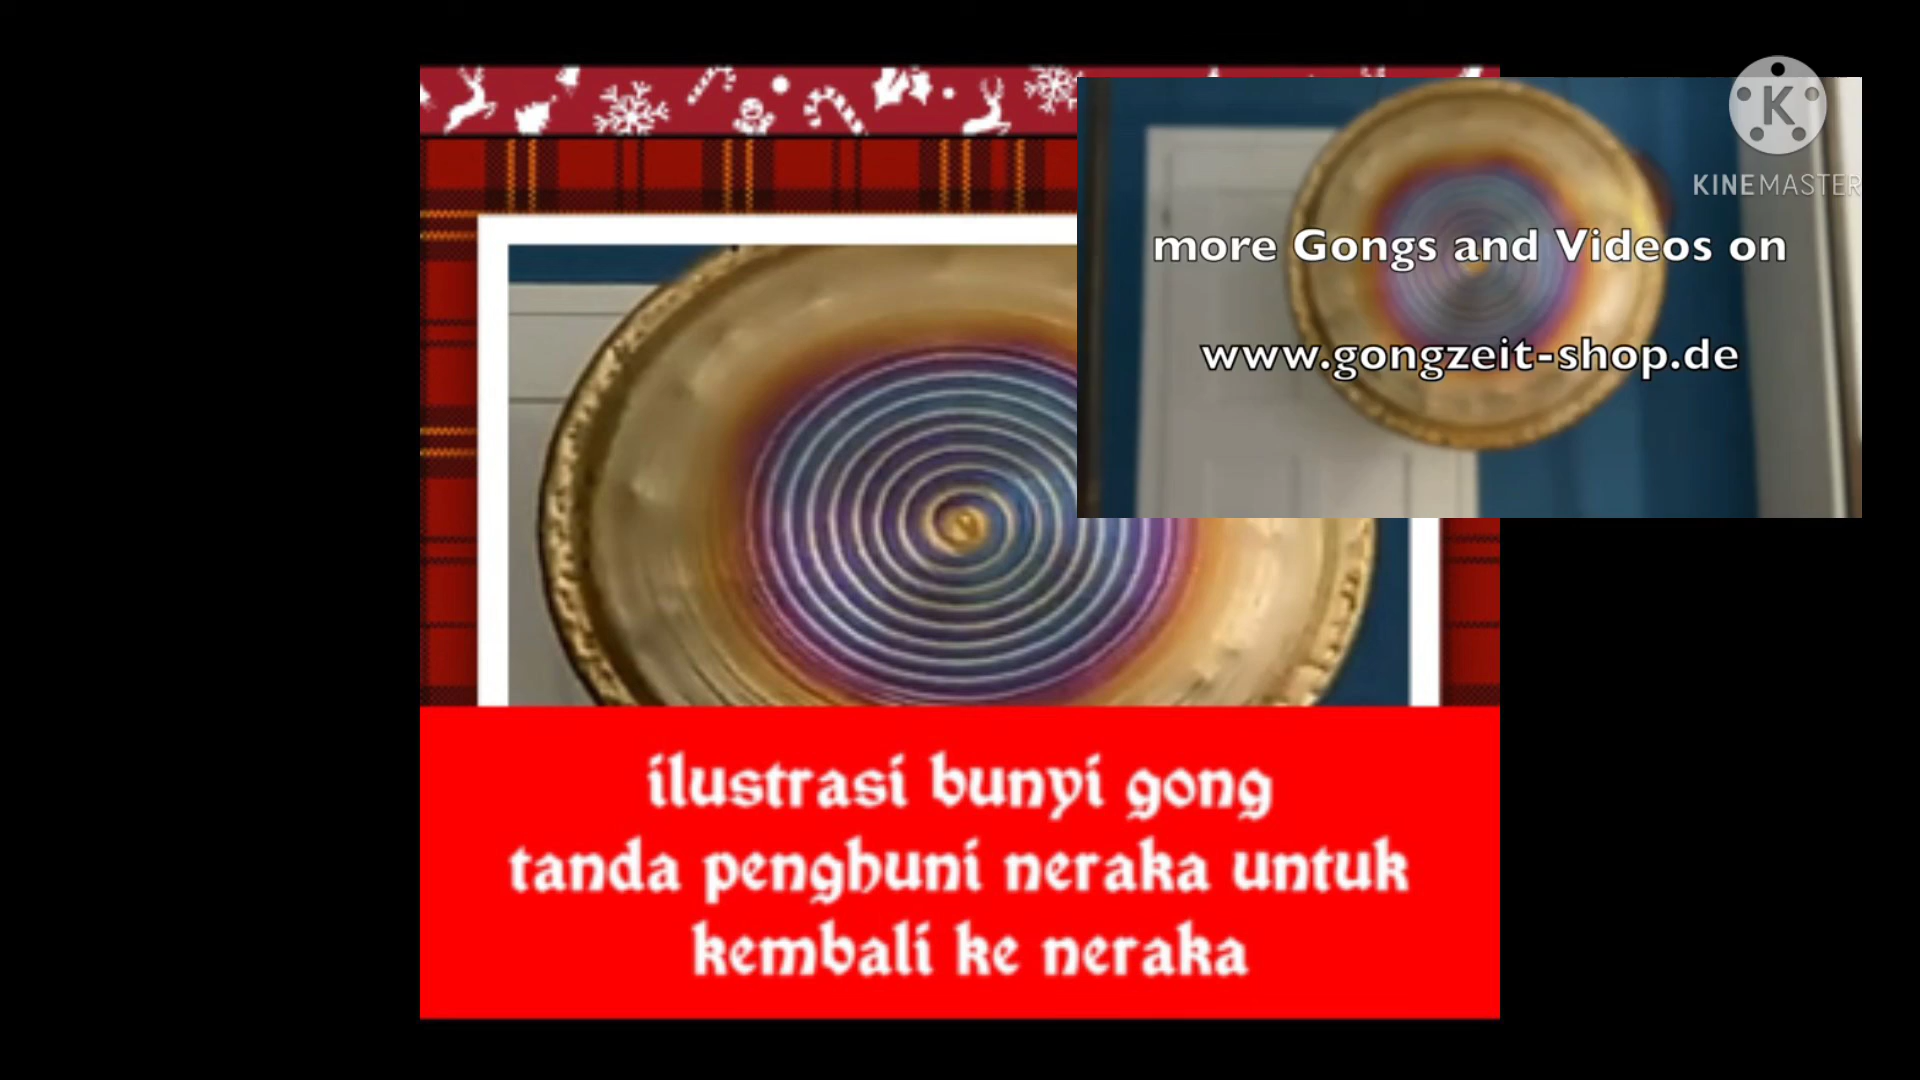 K
KINEMASTER
more Gongs and Videos on
www.gongzeit-shop.de
ilustrasi bunyi gong
tanda penghuni neraka untuk
kembali ke neraka